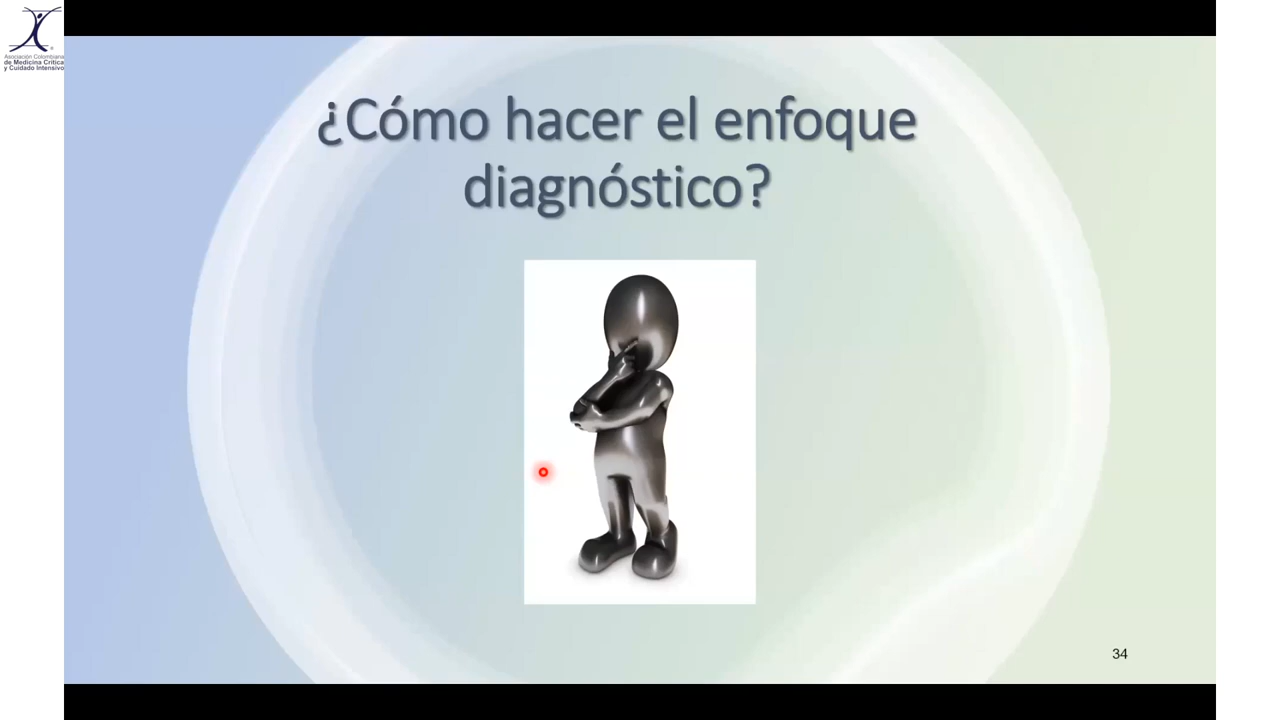 Asociación Colombiana
de Medicina Crítica
y Cuidado Intensivo
¿Cómo hacer el enfoque
diagnóstico?
34